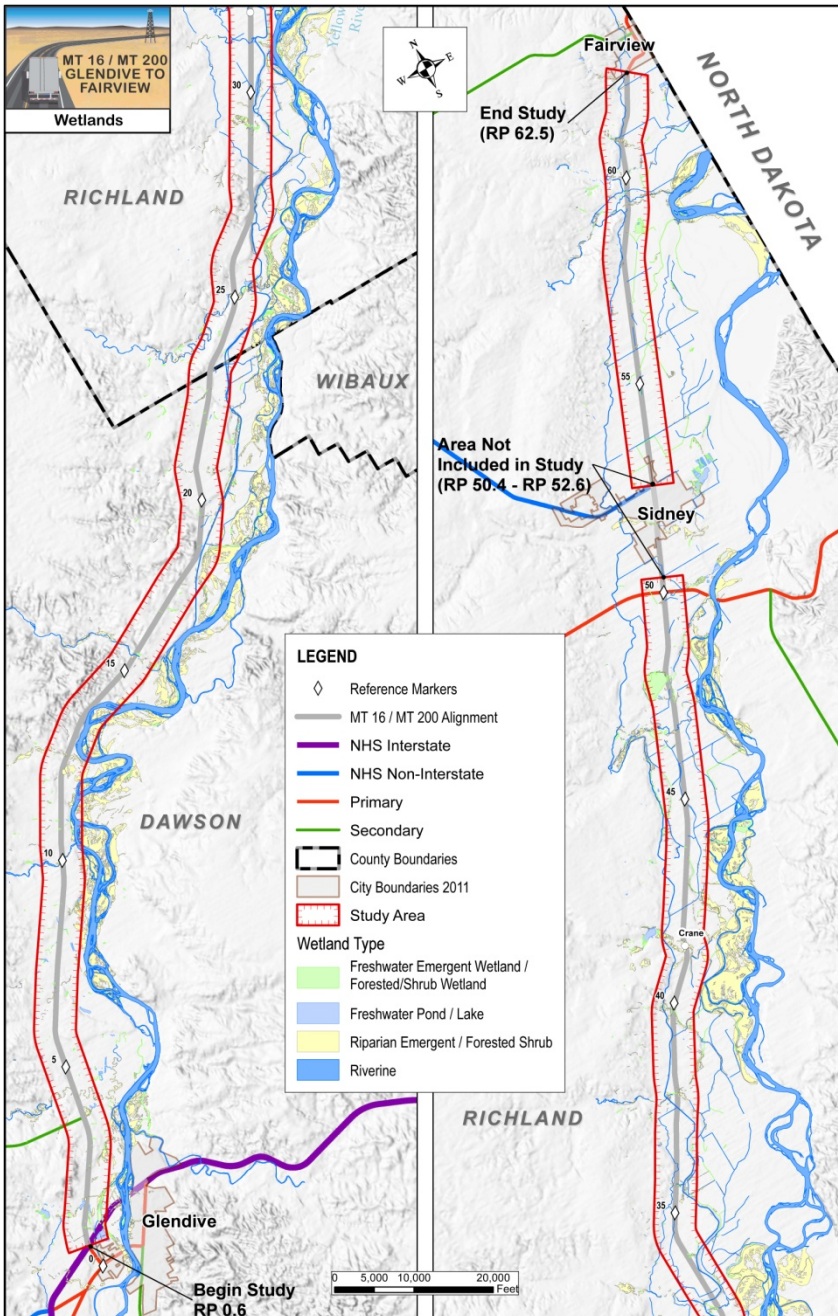 MT 16 / MT 200
GLENDIVE TO
FAIRVIEW
Wetlands
Yellow
River
30
RICHLAND
25
WIBAUX
20
15
DAWSON
10
5
Glendive
0
Begin Study
RP 0.6
N
E
W
S
Fairview
End Study
(RP 62.5)
NORTH DAKOTA
60
55
Area Not
Included in Study
(RP 50.4 - RP 52.6)
Sidney
50
45
Crane
40
RICHLAND
35
LEGEND
Reference Markers
MT 16 / MT 200 Alignment
NHS Interstate
NHS Non-Interstate
Primary
Secondary
County Boundaries
City Boundaries 2011
Study Area
Wetland Type
Freshwater Emergent Wetland /
Forested/Shrub Wetland
Freshwater Pond / Lake
Riparian Emergent / Forested Shrub
Riverine
0 5,000 10,000 20,000
Feet